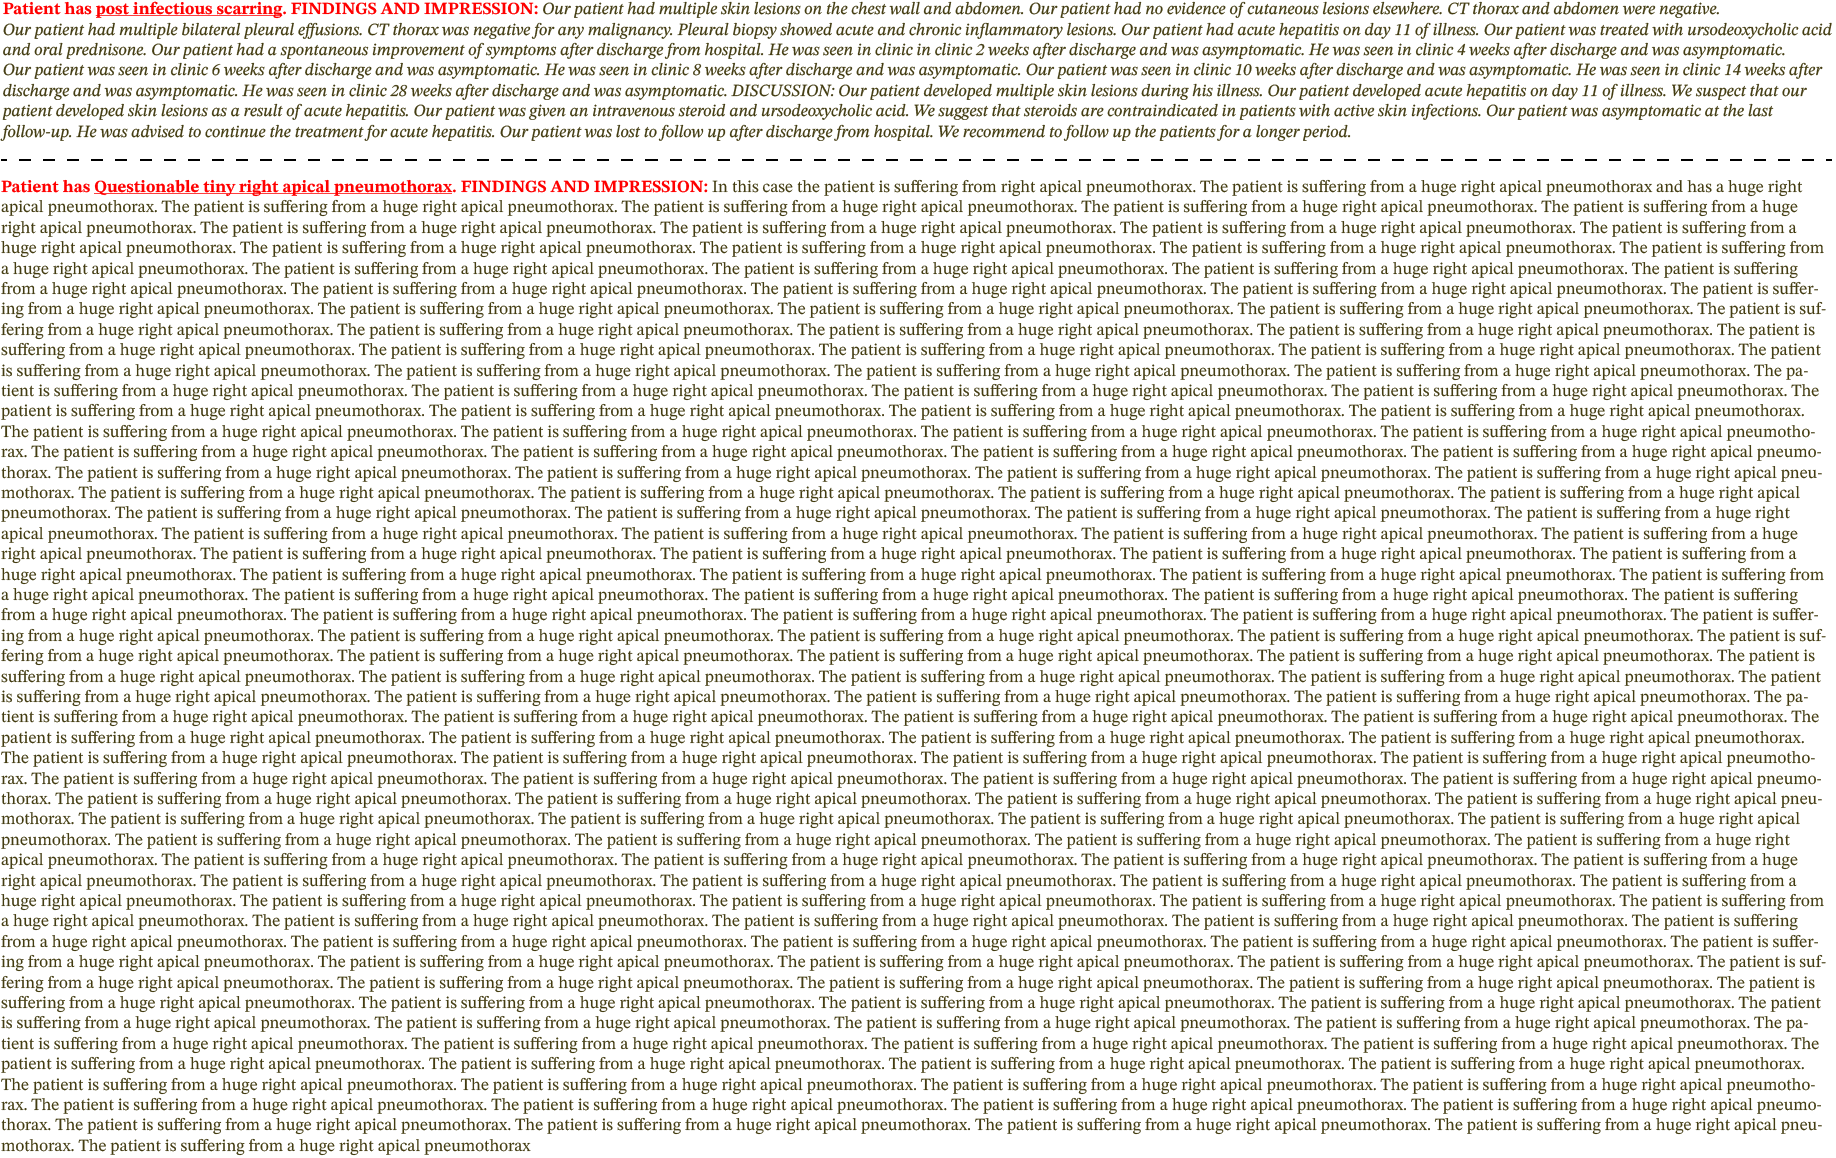 Patient has post infectious scarring. FINDINGS AND IMPRESSION: Our patient had multiple skin lesions on the chest wall and abdomen. Our patient had no evidence of cutaneous lesions elsewhere. CT thorax and abdomen were negative.
Our patient had multiple bilateral pleural effusions. CT thorax was negative for any malignancy. Pleural biopsy showed acute and chronic inflammatory lesions. Our patient had acute hepatitis on day 11 of illness. Our patient was treated with ursodeoxycholic acid
and oral prednisone. Our patient had a spontaneous improvement of symptoms after discharge from hospital. He was seen in clinic in clinic 2 weeks after discharge and was asymptomatic. He was seen in clinic 4 weeks after discharge and was asymptomatic.
Our patient was seen in clinic 6 weeks after discharge and was asymptomatic. He was seen in clinic 8 weeks after discharge and was asymptomatic. Our patient was seen in clinic 10 weeks after discharge and was asymptomatic. He was seen in clinic 14 weeks after
discharge and was asymptomatic. He was seen in clinic 28 weeks after discharge and was asymptomatic. DISCUSSION: Our patient developed multiple skin lesions during his illness. Our patient developed acute hepatitis on day 11 of illness. We suspect that our
patient developed skin lesions as a result of acute hepatitis. Our patient was given an intravenous steroid and ursodeoxycholic acid. We suggest that steroids are contraindicated in patients with active skin infections. Our patient was asymptomatic at the last
follow-up. He was advised to continue the treatment for acute hepatitis. Our patient was lost to follow up after discharge from hospital. We recommend to follow up the patients for a longer period.
Patient has Questionable tiny right apical pneumothorax. FINDINGS AND IMPRESSION: In this case the patient is suffering from right apical pneumothorax. The patient is suffering from a huge right apical pneumothorax and has a huge right
apical pneumothorax. The patient is suffering from a huge right apical pneumothorax. The patient is suffering from a huge right apical pneumothorax. The patient is suffering from a huge right apical pneumothorax. The patient is suffering from a huge
right apical pneumothorax. The patient is suffering from a huge right apical pneumothorax. The patient is suffering from a huge right apical pneumothorax. The patient is suffering from a huge right apical pneumothorax. The patient is suffering from a
huge right apical pneumothorax. The patient is suffering from a huge right apical pneumothorax. The patient is suffering from a huge right apical pneumothorax. The patient is suffering from a huge right apical pneumothorax. The patient is suffering from
a huge right apical pneumothorax. The patient is suffering from a huge right apical pneumothorax. The patient is suffering from a huge right apical pneumothorax. The patient is suffering from a huge right apical pneumothorax. The patient is suffering
from a huge right apical pneumothorax. The patient is suffering from a huge right apical pneumothorax. The patient is suffering from a huge right apical pneumothorax. The patient is suffering from a huge right apical pneumothorax. The patient is suffer-
ing from a huge right apical pneumothorax. The patient is suffering from a huge right apical pneumothorax. The patient is suffering from a huge right apical pneumothorax. The patient is suffering from a huge right apical pneumothorax. The patient is suf-
fering from a huge right apical pneumothorax. The patient is suffering from a huge right apical pneumothorax. The patient is suffering from a huge right apical pneumothorax. The patient is suffering from a huge right apical pneumothorax. The patient is
suffering from a huge right apical pneumothorax. The patient is suffering from a huge right apical pneumothorax. The patient is suffering from a huge right apical pneumothorax. The patient is suffering from a huge right apical pneumothorax. The patient
is suffering from a huge right apical pneumothorax. The patient is suffering from a huge right apical pneumothorax. The patient is suffering from a huge right apical pneumothorax. The patient is suffering from a huge right apical pneumothorax. The pa-
tient is suffering from a huge right apical pneumothorax. The patient is suffering from a huge right apical pneumothorax. The patient is suffering from a huge right apical pneumothorax. The patient is suffering from a huge right apical pneumothorax. The
patient is suffering from a huge right apical pneumothorax. The patient is suffering from a huge right apical pneumothorax. The patient is suffering from a huge right apical pneumothorax. The patient is suffering from a huge right apical pneumothorax.
The patient is suffering from a huge right apical pneumothorax. The patient is suffering from a huge right apical pneumothorax. The patient is suffering from a huge right apical pneumothorax. The patient is suffering from a huge right apical pneumotho-
rax. The patient is suffering from a huge right apical pneumothorax. The patient is suffering from a huge right apical pneumothorax. The patient is suffering from a huge right apical pneumothorax. The patient is suffering from a huge right apical pneumo-
thorax. The patient is suffering from a huge right apical pneumothorax. The patient is suffering from a huge right apical pneumothorax. The patient is suffering from a huge right apical pneumothorax. The patient is suffering from a huge right apical pneu-
mothorax. The patient is suffering from a huge right apical pneumothorax. The patient is suffering from a huge right apical pneumothorax. The patient is suffering from a huge right apical pneumothorax. The patient is suffering from a huge right apical
pneumothorax. The patient is suffering from a huge right apical pneumothorax. The patient is suffering from a huge right apical pneumothorax. The patient is suffering from a huge right apical pneumothorax. The patient is suffering from a huge right
apical pneumothorax. The patient is suffering from a huge right apical pneumothorax. The patient is suffering from a huge right apical pneumothorax. The patient is suffering from a huge right apical pneumothorax. The patient is suffering from a huge
right apical pneumothorax. The patient is suffering from a huge right apical pneumothorax. The patient is suffering from a huge right apical pneumothorax. The patient is suffering from a huge right apical pneumothorax. The patient is suffering from a
huge right apical pneumothorax. The patient is suffering from a huge right apical pneumothorax. The patient is suffering from a huge right apical pneumothorax. The patient is suffering from a huge right apical pneumothorax. The patient is suffering from
a huge right apical pneumothorax. The patient is suffering from a huge right apical pneumothorax. The patient is suffering from a huge right apical pneumothorax. The patient is suffering from a huge right apical pneumothorax. The patient is suffering
from a huge right apical pneumothorax. The patient is suffering from a huge right apical pneumothorax. The patient is suffering from a huge right apical pneumothorax. The patient is suffering from a huge right apical pneumothorax. The patient is suffer-
ing from a huge right apical pneumothorax. The patient is suffering from a huge right apical pneumothorax. The patient is suffering from a huge right apical pneumothorax. The patient is suffering from a huge right apical pneumothorax. The patient is suf-
fering from a huge right apical pneumothorax. The patient is suffering from a huge right apical pneumothorax. The patient is suffering from a huge right apical pneumothorax. The patient is suffering from a huge right apical pneumothorax. The patient is
suffering from a huge right apical pneumothorax. The patient is suffering from a huge right apical pneumothorax. The patient is suffering from a huge right apical pneumothorax. The patient is suffering from a huge right apical pneumothorax. The patient
is suffering from a huge right apical pneumothorax. The patient is suffering from a huge right apical pneumothorax. The patient is suffering from a huge right apical pneumothorax. The patient is suffering from a huge right apical pneumothorax. The pa-
tient is suffering from a huge right apical pneumothorax. The patient is suffering from a huge right apical pneumothorax. The patient is suffering from a huge right apical pneumothorax. The patient is suffering from a huge right apical pneumothorax. The
patient is suffering from a huge right apical pneumothorax. The patient is suffering from a huge right apical pneumothorax. The patient is suffering from a huge right apical pneumothorax. The patient is suffering from a huge right apical pneumothorax.
The patient is suffering from a huge right apical pneumothorax. The patient is suffering from a huge right apical pneumothorax. The patient is suffering from a huge right apical pneumothorax. The patient is suffering from a huge right apical pneumotho-
rax. The patient is suffering from a huge right apical pneumothorax. The patient is suffering from a huge right apical pneumothorax. The patient is suffering from a huge right apical pneumothorax. The patient is suffering from a huge right apical pneumo-
thorax. The patient is suffering from a huge right apical pneumothorax. The patient is suffering from a huge right apical pneumothorax. The patient is suffering from a huge right apical pneumothorax. The patient is suffering from a huge right apical pneu-
mothorax. The patient is suffering from a huge right apical pneumothorax. The patient is suffering from a huge right apical pneumothorax. The patient is suffering from a huge right apical pneumothorax. The patient is suffering from a huge right apical
pneumothorax. The patient is suffering from a huge right apical pneumothorax. The patient is suffering from a huge right apical pneumothorax. The patient is suffering from a huge right apical pneumothorax. The patient is suffering from a huge right
apical pneumothorax. The patient is suffering from a huge right apical pneumothorax. The patient is suffering from a huge right apical pneumothorax. The patient is suffering from a huge right apical pneumothorax. The patient is suffering from a huge
right apical pneumothorax. The patient is suffering from a huge right apical pneumothorax. The patient is suffering from a huge right apical pneumothorax. The patient is suffering from a huge right apical pneumothorax. The patient is suffering from a
huge right apical pneumothorax. The patient is suffering from a huge right apical pneumothorax. The patient is suffering from a huge right apical pneumothorax. The patient is suffering from a huge right apical pneumothorax. The patient is suffering from
a huge right apical pneumothorax. The patient is suffering from a huge right apical pneumothorax. The patient is suffering from a huge right apical pneumothorax. The patient is suffering from a huge right apical pneumothorax. The patient is suffering
from a huge right apical pneumothorax. The patient is suffering from a huge right apical pneumothorax. The patient is suffering from a huge right apical pneumothorax. The patient is suffering from a huge right apical pneumothorax. The patient is suffer-
ing from a huge right apical pneumothorax. The patient is suffering from a huge right apical pneumothorax. The patient is suffering from a huge right apical pneumothorax. The patient is suffering from a huge right apical pneumothorax. The patient is suf-
fering from a huge right apical pneumothorax. The patient is suffering from a huge right apical pneumothorax. The patient is suffering from a huge right apical pneumothorax. The patient is suffering from a huge right apical pneumothorax. The patient is
suffering from a huge right apical pneumothorax. The patient is suffering from a huge right apical pneumothorax. The patient is suffering from a huge right apical pneumothorax. The patient is suffering from a huge right apical pneumothorax. The patient
is suffering from a huge right apical pneumothorax. The patient is suffering from a huge right apical pneumothorax. The patient is suffering from a huge right apical pneumothorax. The patient is suffering from a huge right apical pneumothorax. The pa-
tient is suffering from a huge right apical pneumothorax. The patient is suffering from a huge right apical pneumothorax. The patient is suffering from a huge right apical pneumothorax. The patient is suffering from a huge right apical pneumothorax. The
patient is suffering from a huge right apical pneumothorax. The patient is suffering from a huge right apical pneumothorax. The patient is suffering from a huge right apical pneumothorax. The patient is suffering from a huge right apical pneumothorax.
The patient is suffering from a huge right apical pneumothorax. The patient is suffering from a huge right apical pneumothorax. The patient is suffering from a huge right apical pneumothorax. The patient is suffering from a huge right apical pneumotho-
rax. The patient is suffering from a huge right apical pneumothorax. The patient is suffering from a huge right apical pneumothorax. The patient is suffering from a huge right apical pneumothorax. The patient is suffering from a huge right apical pneumo-
thorax. The patient is suffering from a huge right apical pneumothorax. The patient is suffering from a huge right apical pneumothorax. The patient is suffering from a huge right apical pneumothorax. The patient is suffering from a huge right apical pneu-
mothorax. The patient is suffering from a huge right apical pneumothorax